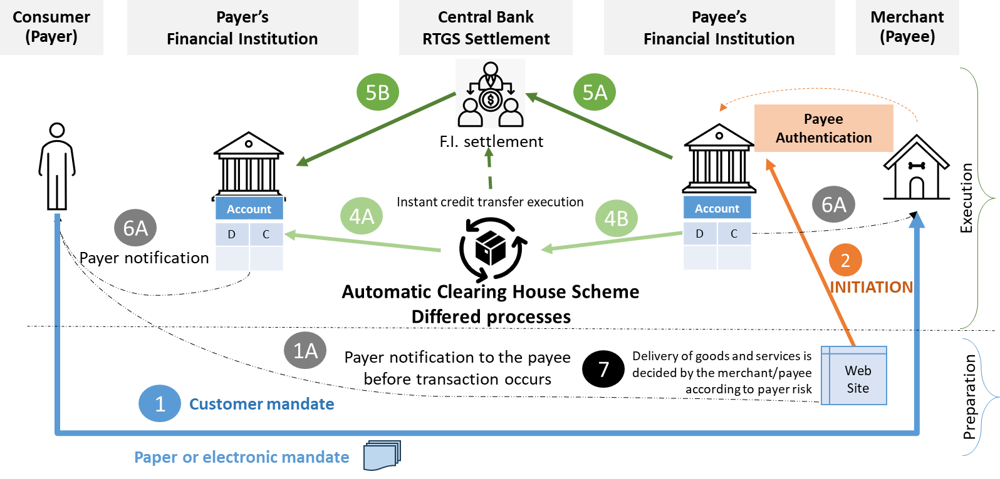 Consumer
(Payer)
Payer’s
Financial Institution
Central Bank
RTGS Settlement
Payee’s
Financial Institution
Merchant
(Payee)
5B
5A
F.I. settlement
Payee
Authentication
Account
D C
6A
Payer notification
4A
Instant credit transfer execution
4B
Account
D C
6A
2
INITIATION
Automatic Clearing House Scheme
Differed processes
Execution
1A
Payer notification to the payee
before transaction occurs
7
Delivery of goods and services is
decided by the merchant/payee
according to payer risk
Web
Site
1
Customer mandate
Paper or electronic mandate
Preparation